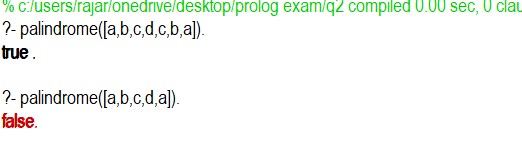 % c:/users/rajar/onedrive/desktop/prolog exam/q2 compiled 0.00 sec, 0 clau
?- palindrome([a,b,c,d,c,b,a]).
true .
?- palindrome([a,b,c,d,a]).
false.